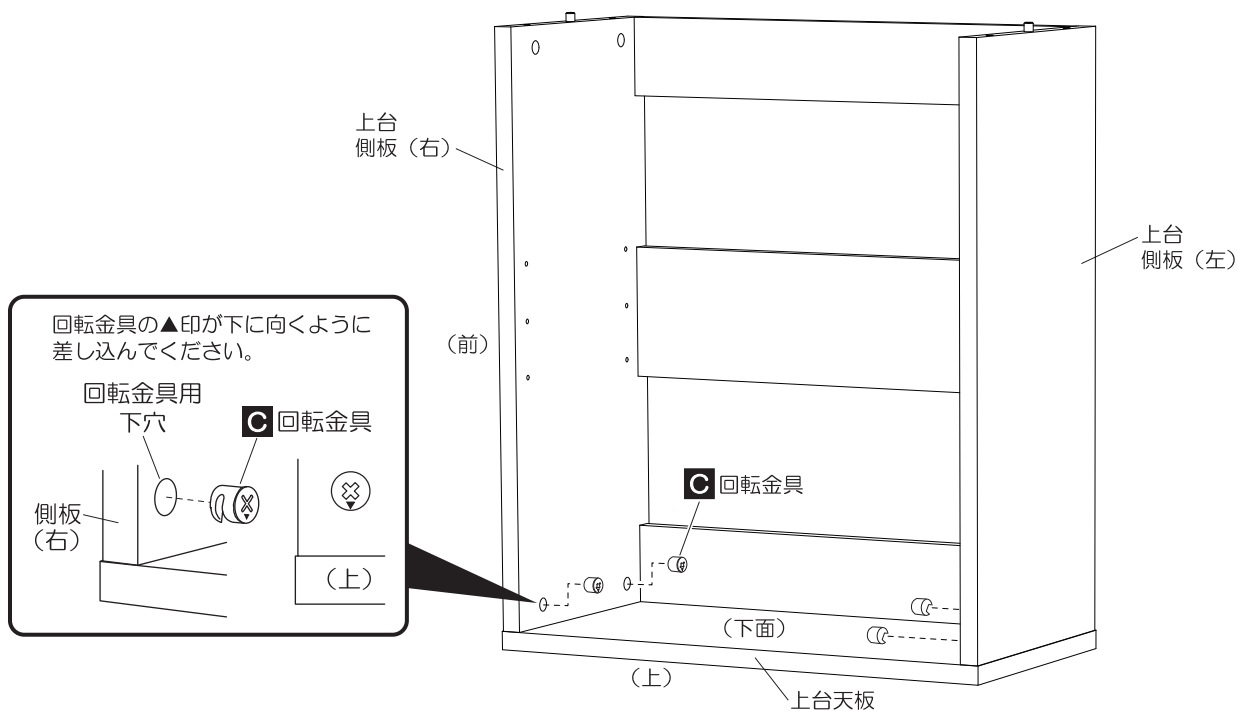 上台
側板（右）
上台
側板（左）
（前）
回転金具の▲印が下に向くように
差し込んでください。
回転金具用
下穴
C 回転金具
側板
（右）
（上）
C 回転金具
（下面）
（上）
上台天板